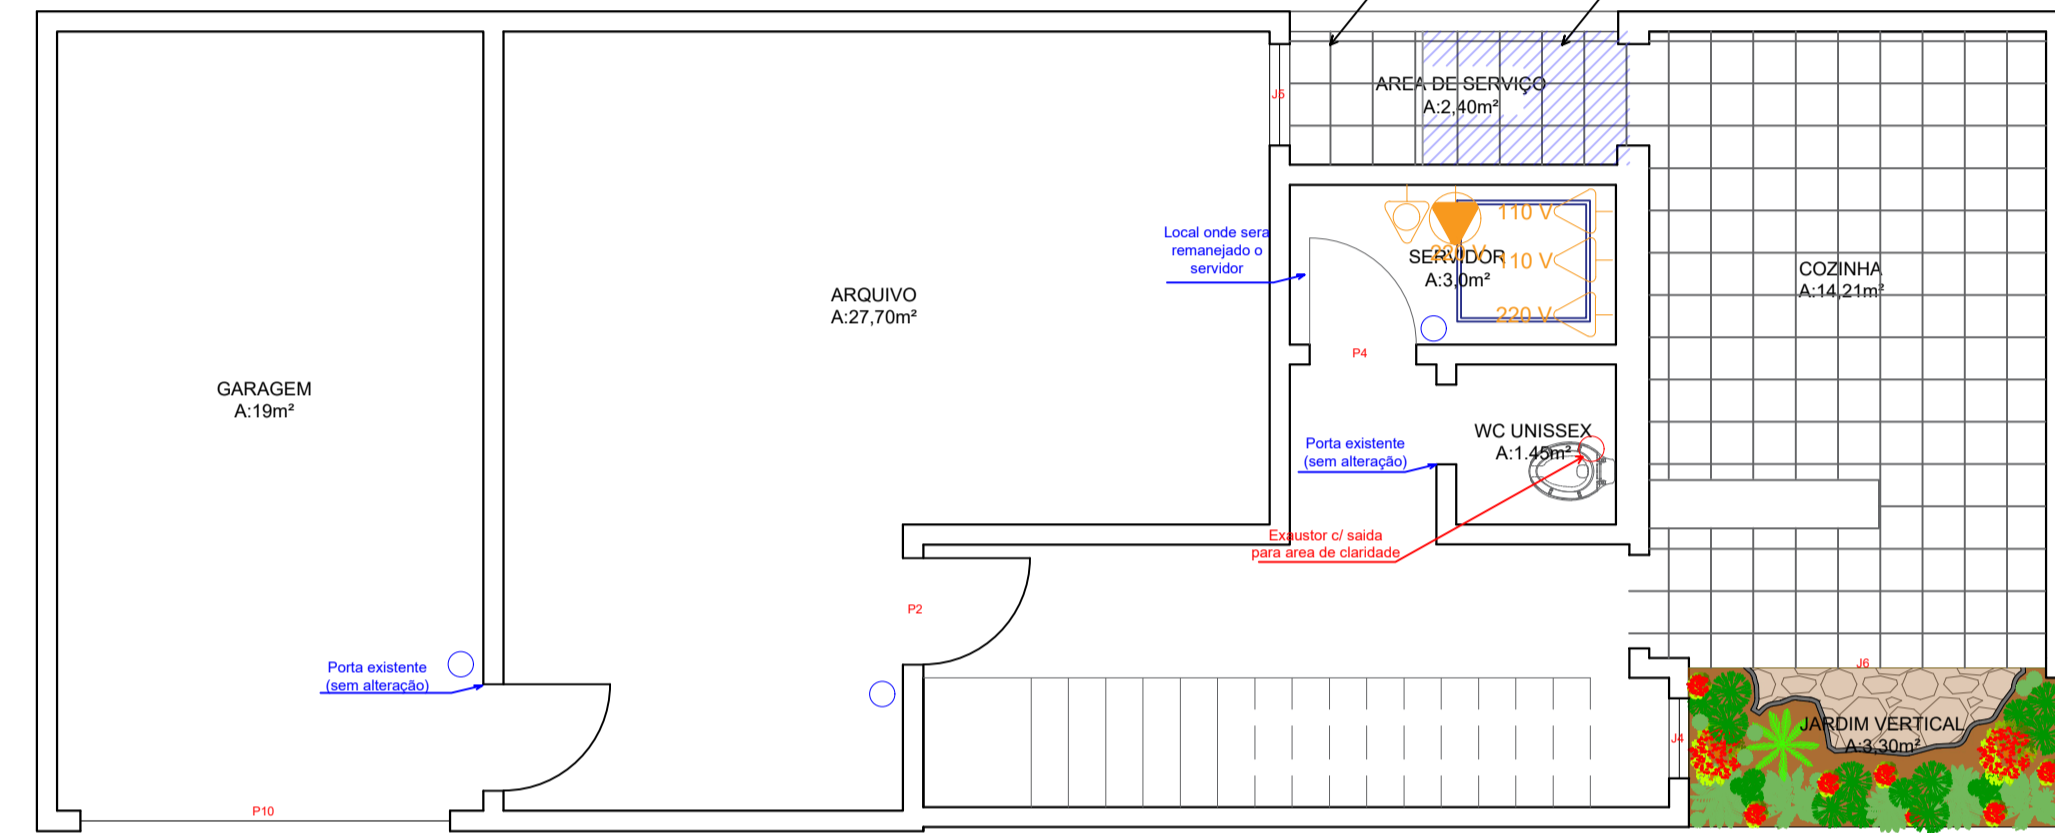 J5
AREA DE SERVIÇO
A:2,40m²
Local onde sera
remanejado o
servidor
110 V
220 V
110 V
220 V
SERVIDOR
A:3,0m²
COZINHA
A:14,21m²
ARQUIVO
A:27,70m²
P4
GARAGEM
A:19m²
Porta existente
(sem alteração)
WC UNISSEX
A:1.45m²
Exaustor c/ saida
para area de claridade
P2
Porta existente
(sem alteração)
J6
J4
JARDIM VERTICAL
A:3,30m²
P10